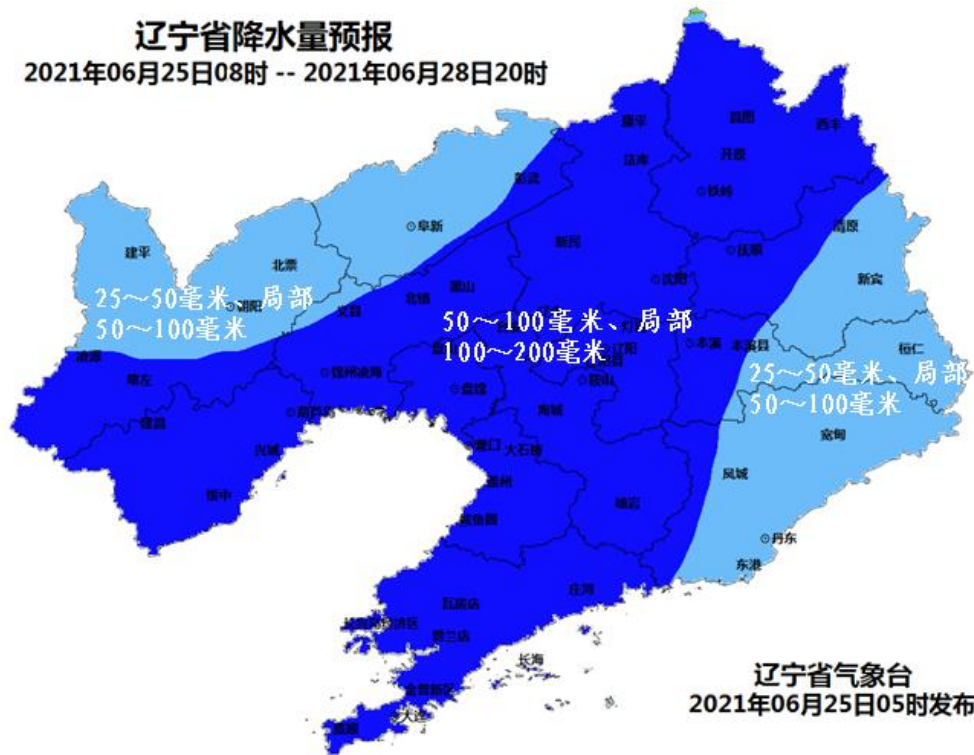 辽宁省降水量预报
2021年06月25日08时 -- 2021年06月28日20时
康平
昌图
西丰
法库
开原
彰武
铁岭
阜新
清原
新民
抚顺
建平
北票
新宾
沈阳
黑山
北镇
朝阳
义县
25～50毫米、局部
50～100毫米
50～100毫米、局部
100～200毫米
辽阳
本溪
本溪县
桓仁
凌源
喀左
锦州
凌海
盘锦
鞍山
25～50毫米、局部
50～100毫米
葫芦岛
海城
建昌
宽甸
兴城
营口
大石桥
凤城
盖州
绥中
岫岩
鲅鱼圈
丹东
东港
庄河
瓦房店
普兰店
长海
金普新区
大连
旅顺
辽宁省气象台
2021年06月25日05时发布